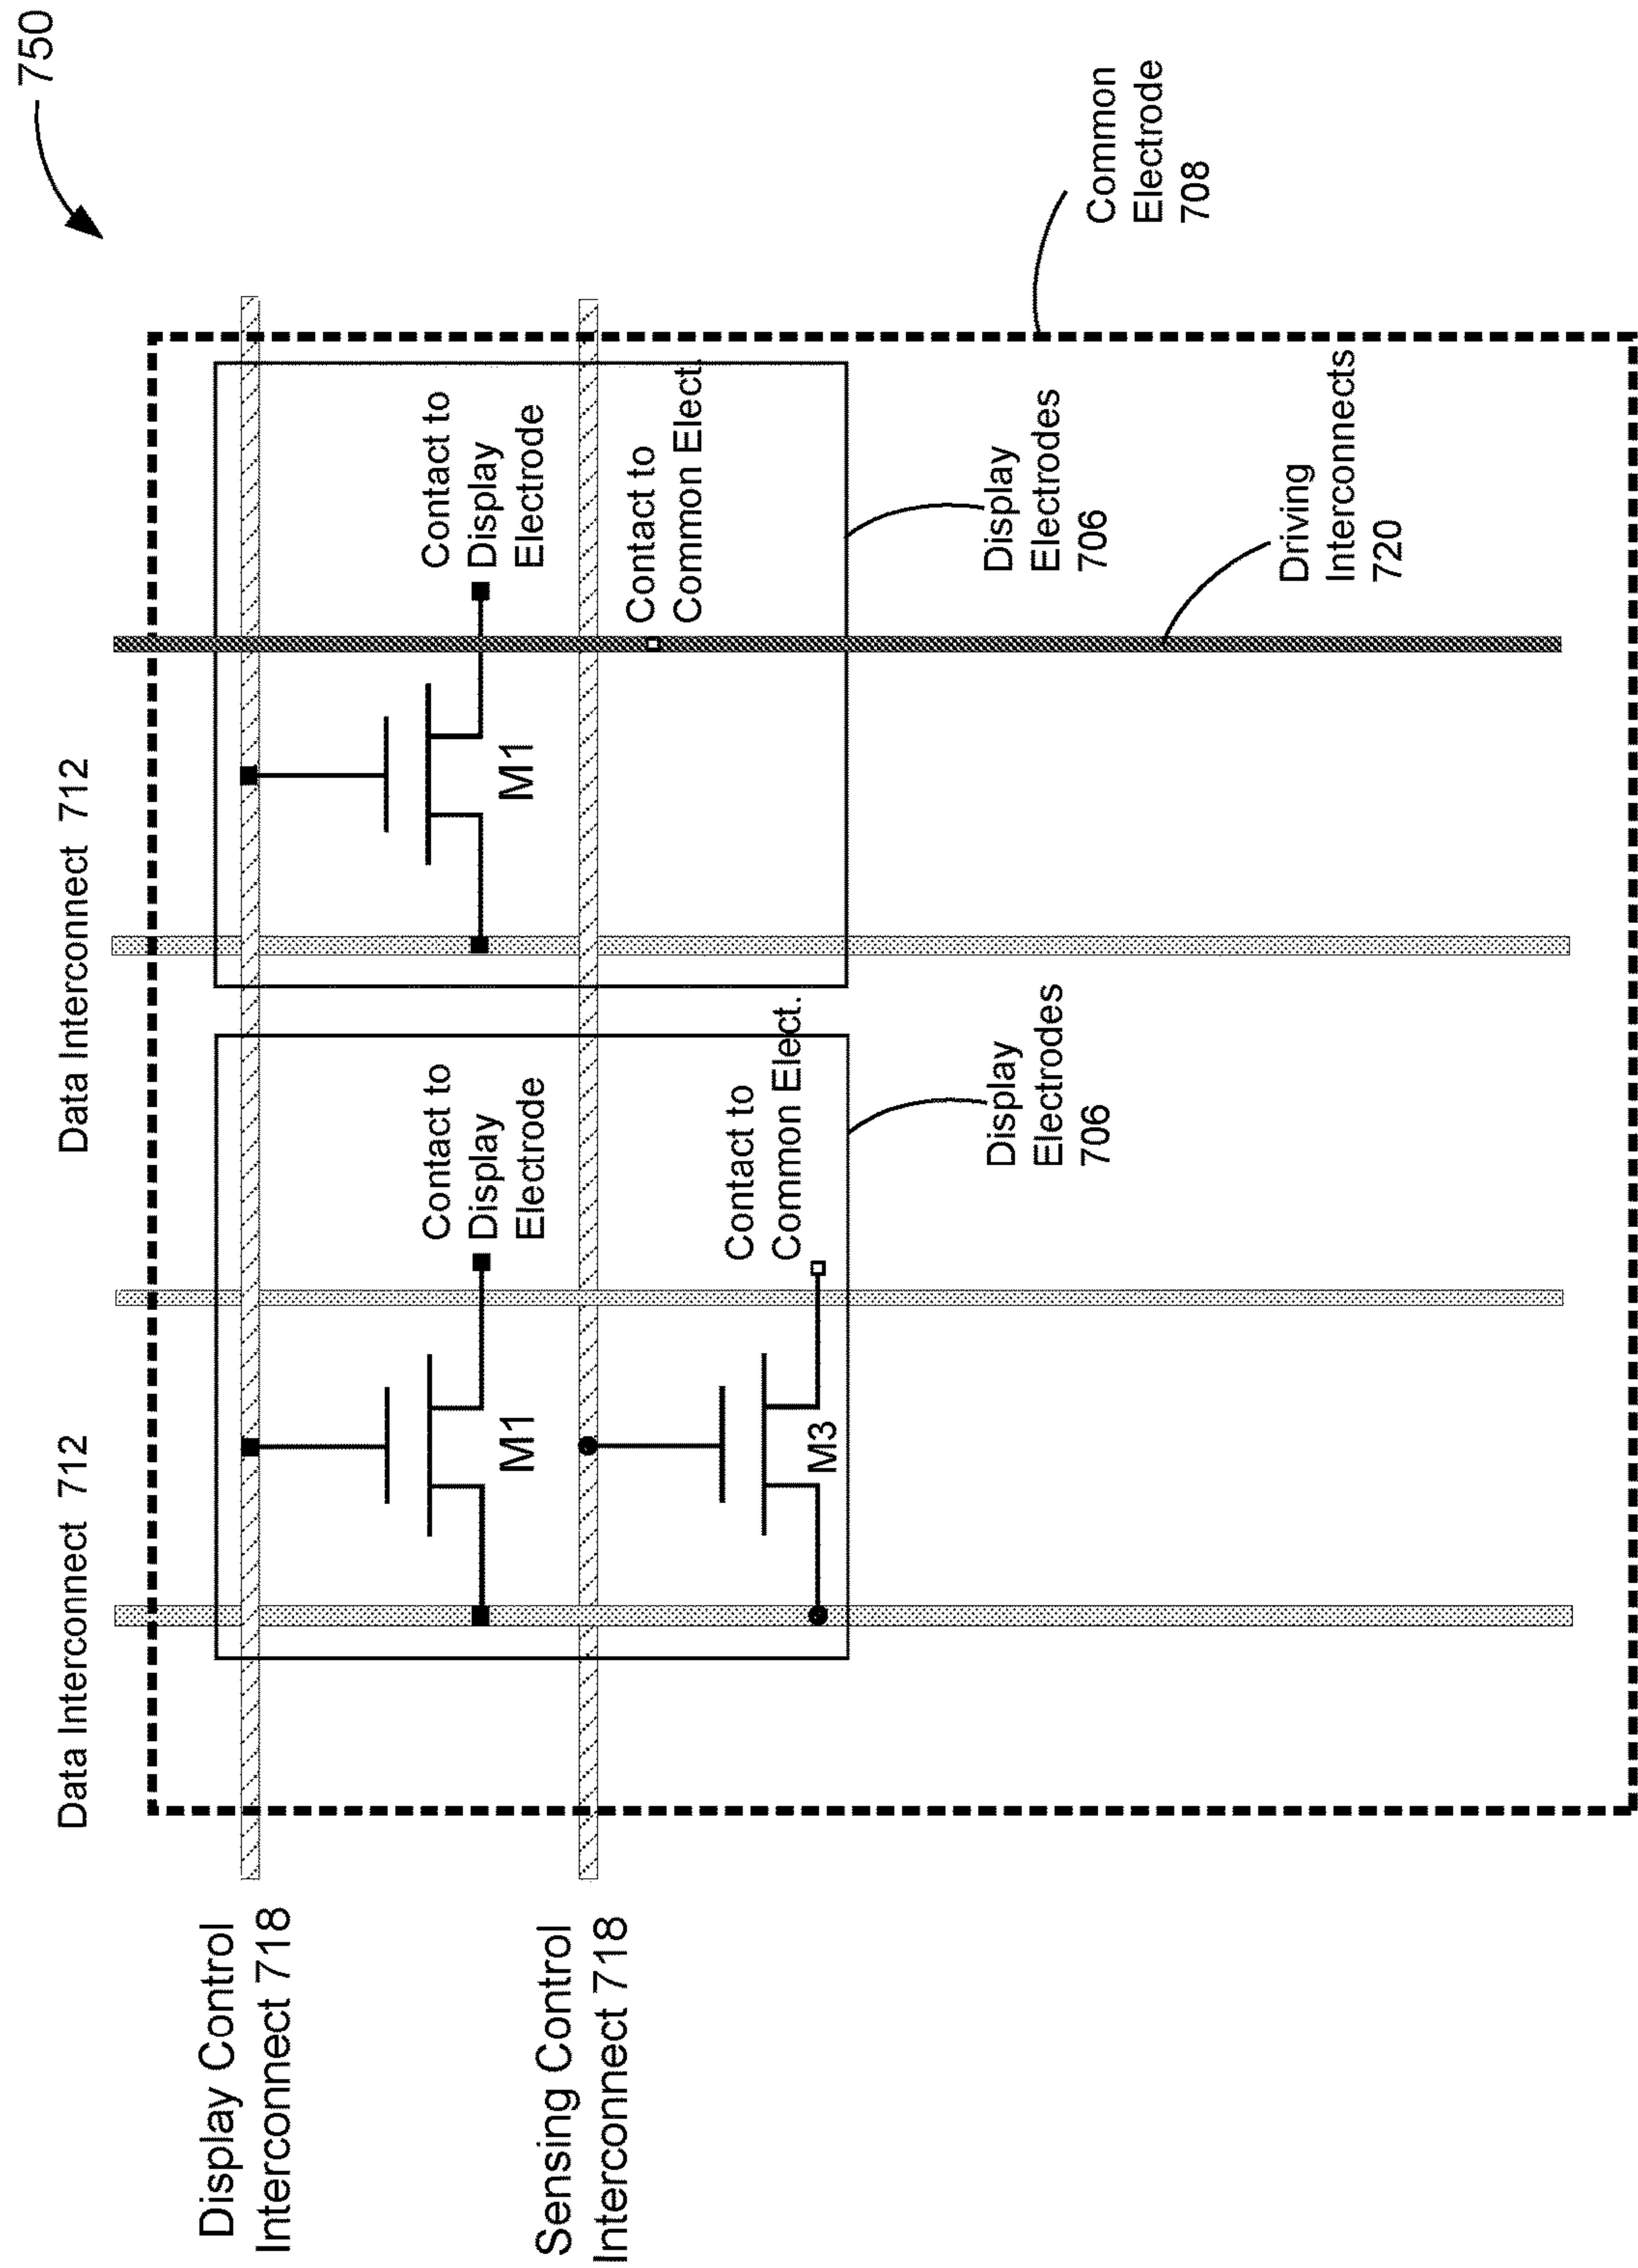 750
Data Interconnect 712
Data Interconnect 712
Display Control
Interconnect 718
Contact to
Display
Electrode
M1
Contact to
Display
Electrode
M1
Sensing Control
Interconnect 718
Contact to
Common Elect.
M3
Contact to
Common Elect.
Display
Electrodes
706
Display
Electrodes
706
Common
Electrode
708
Driving
Interconnects
720